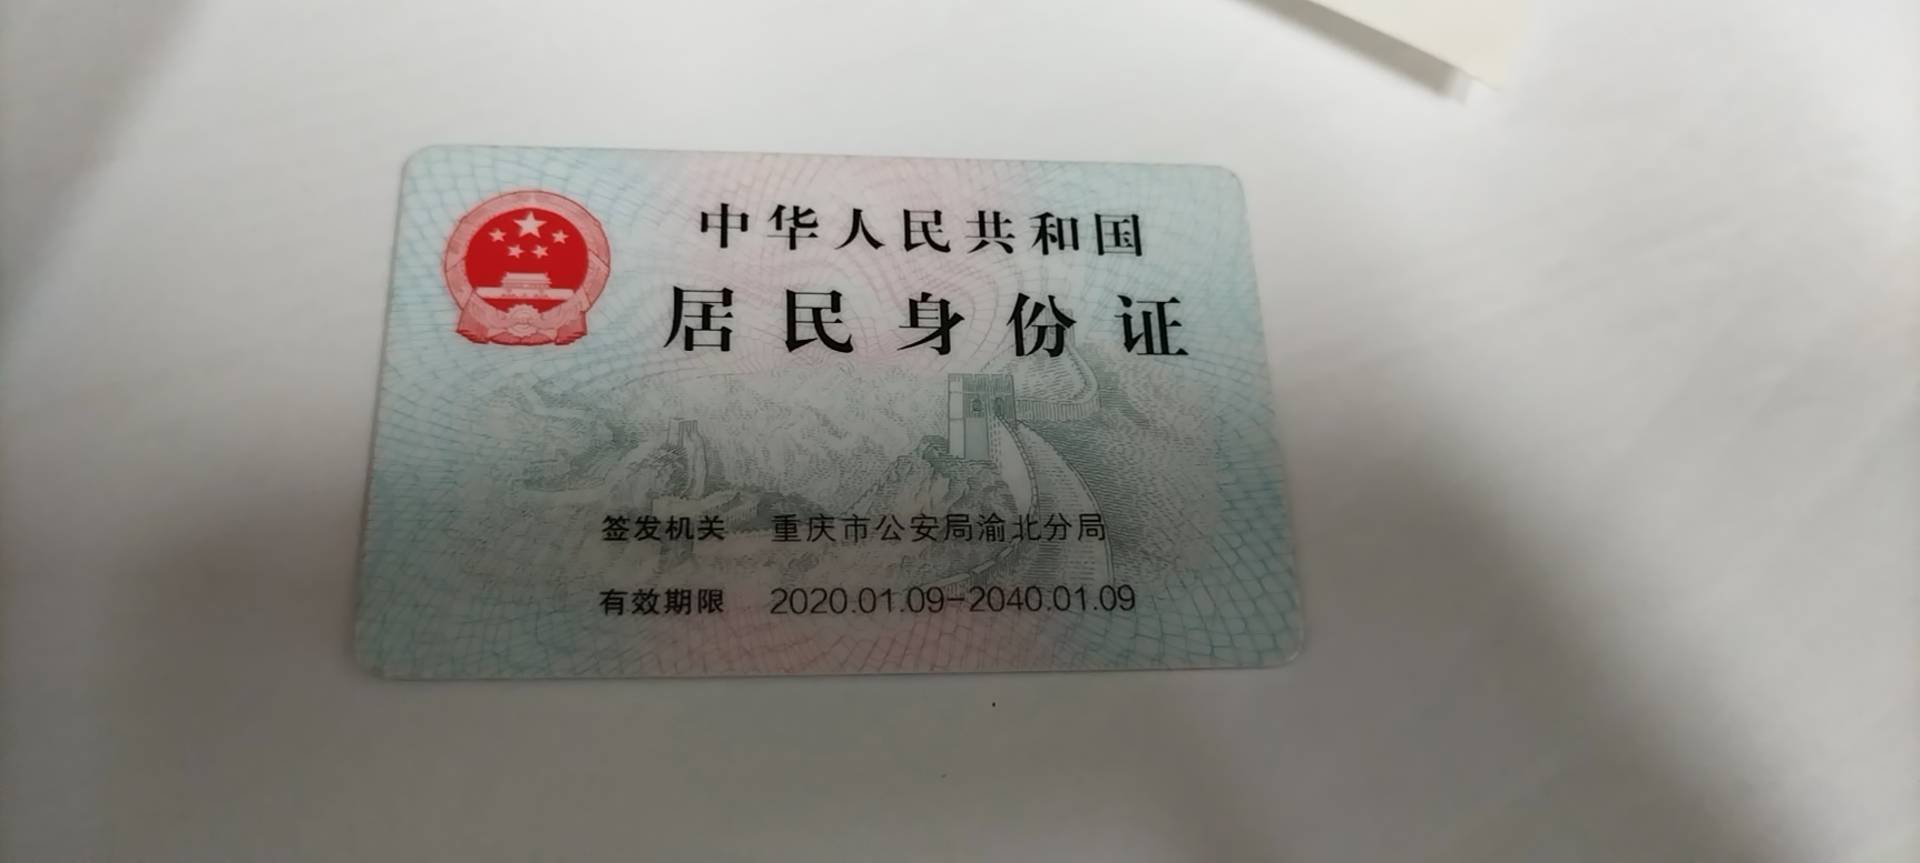 中华人民共和国
居民身份证
签发机关 重庆市公安局渝北分局
有效期限 2020.01.09-2040.01.09